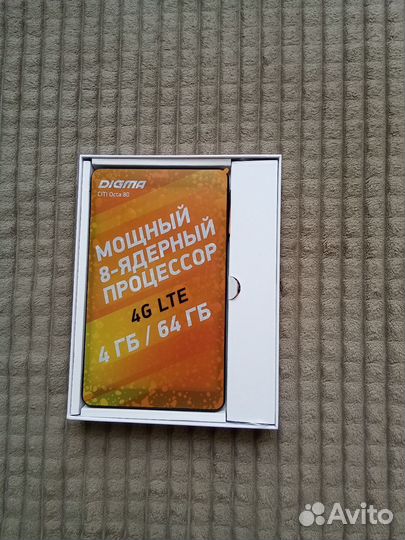 DIGMA
CITI Octa 80
МОЩНЫЙ
8-ЯДЕРНЫЙ
ПРОЦЕССОР
4G LTE
4 ГБ / 64 ГБ
Avito